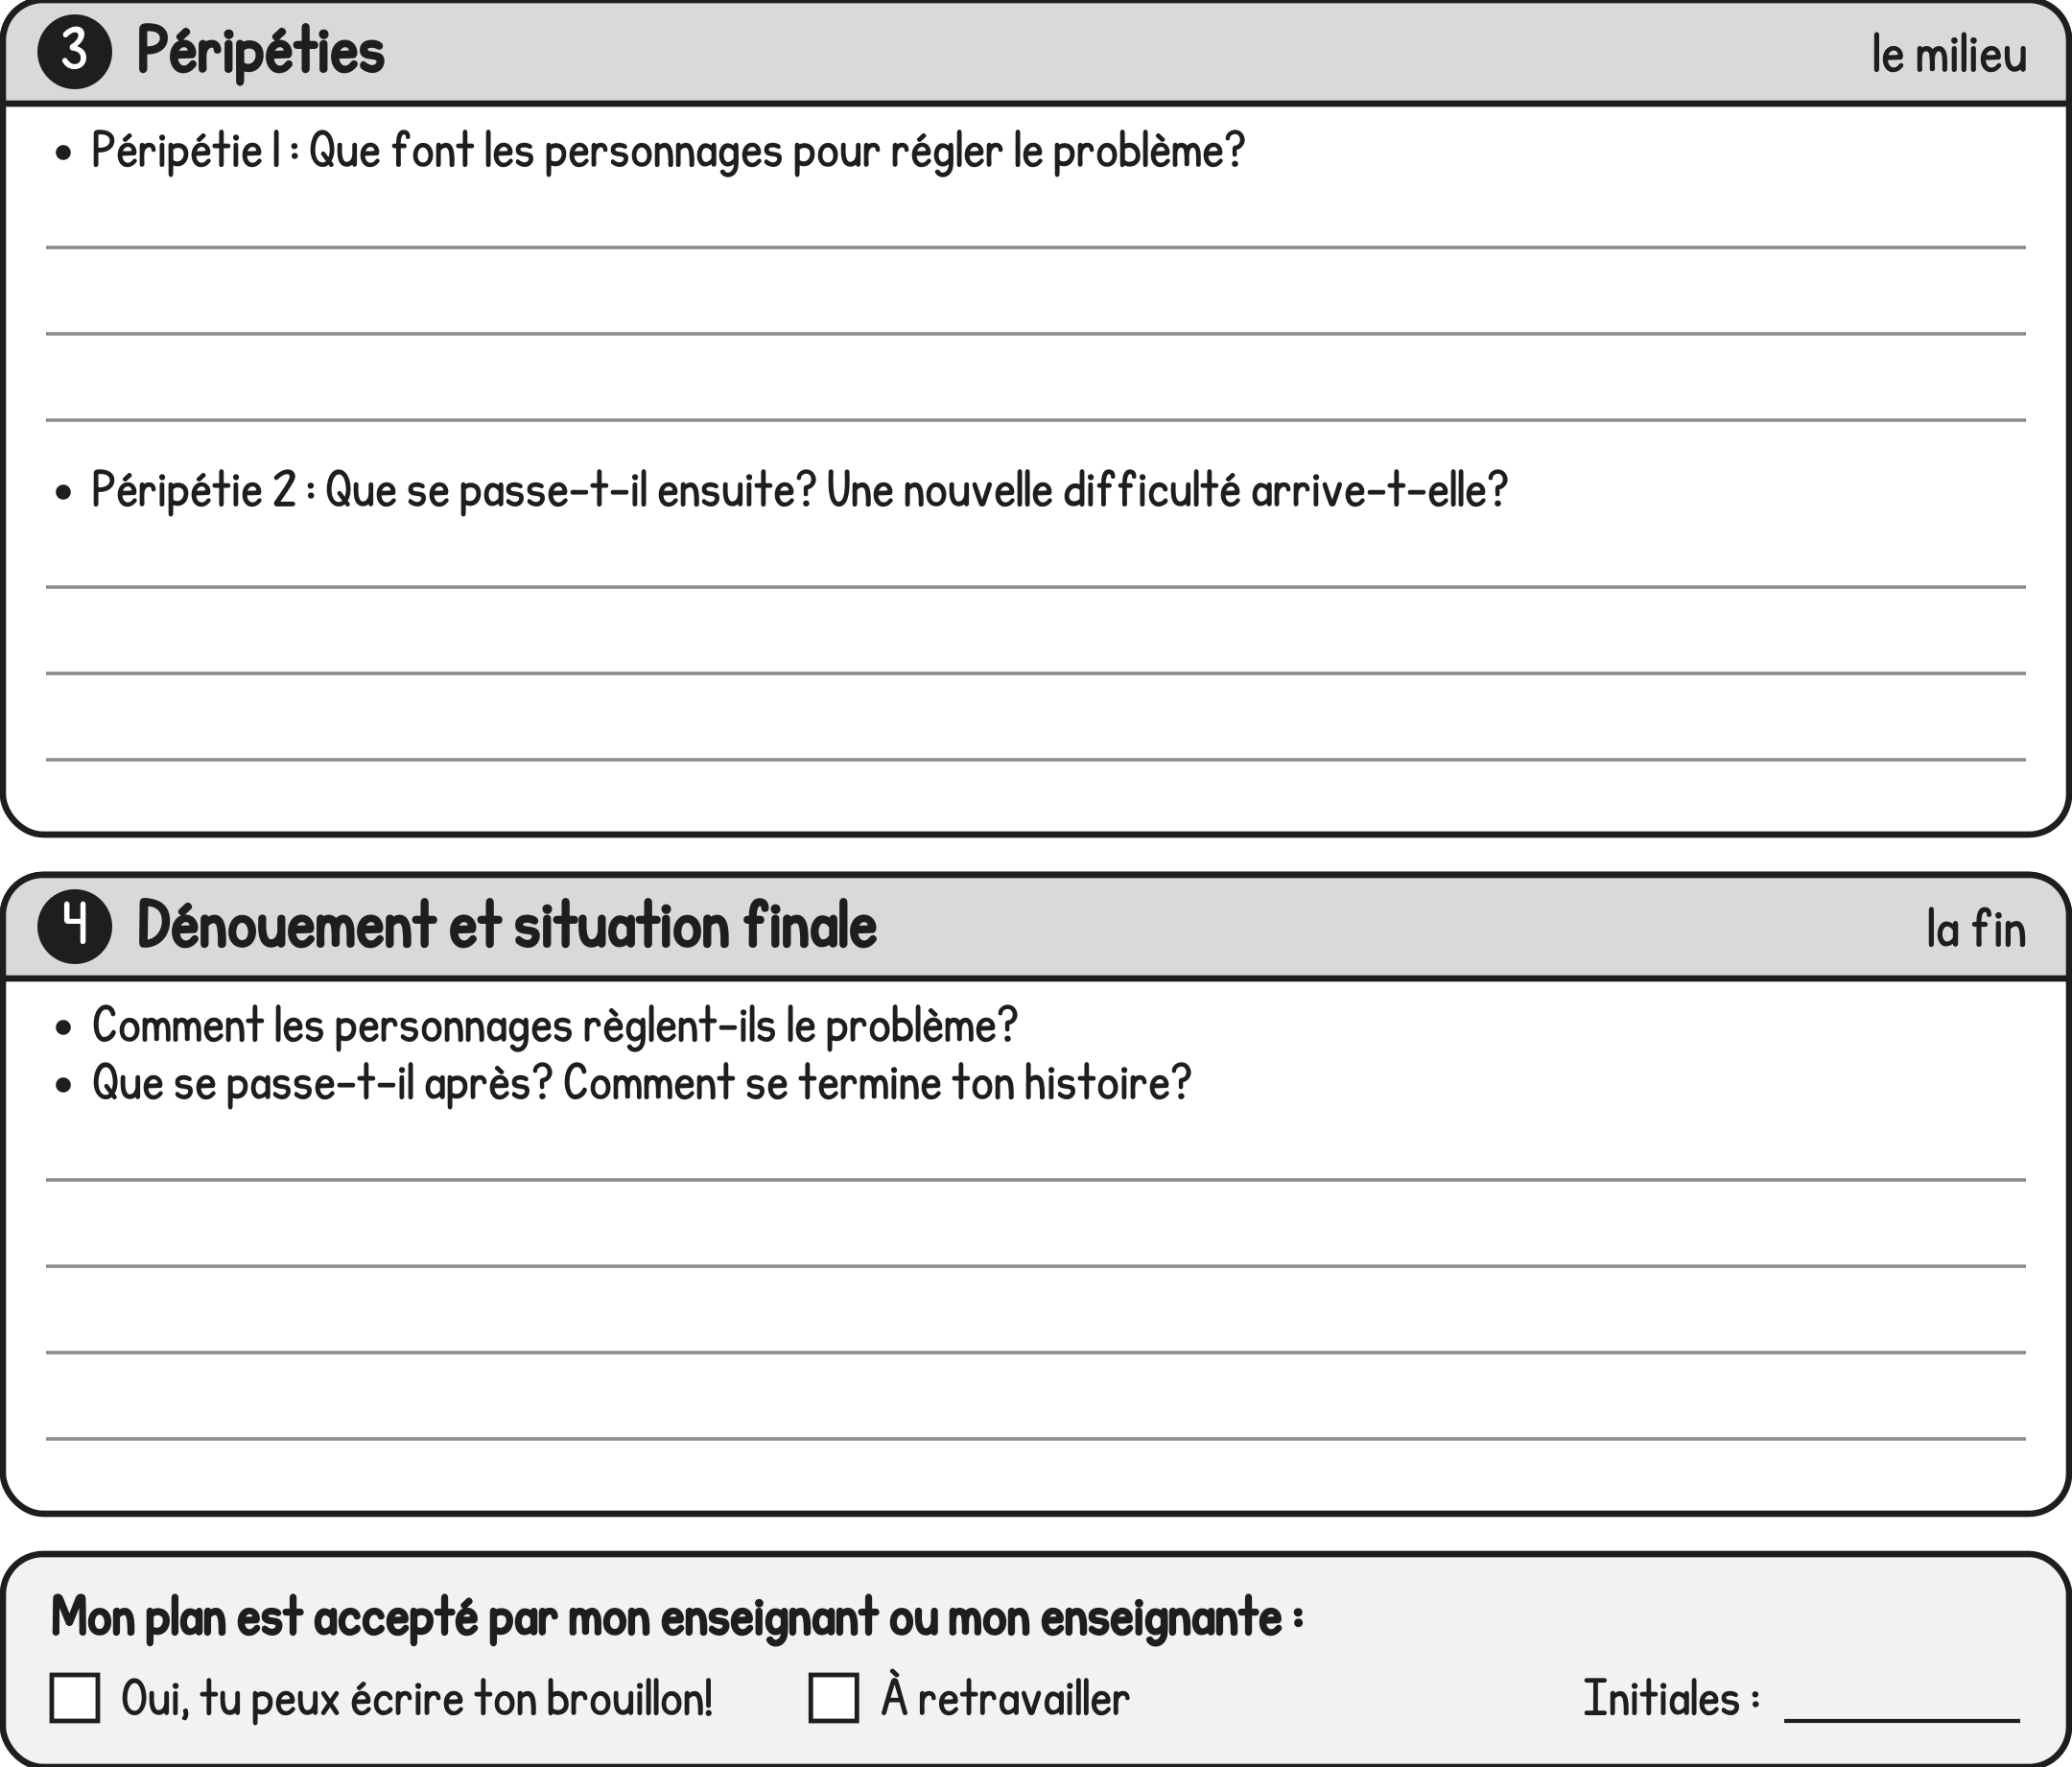 3 Péripéties le milieu
• Péripétie 1 : Que font les personnages pour régler le problème?
• Péripétie 2 : Que se passe-t-il ensuite? Une nouvelle difficulté arrive-t-elle?
4 Dénouement et situation finale la fin
• Comment les personnages règlent-ils le problème?
• Que se passe-t-il après? Comment se termine ton histoire?
Mon plan est accepté par mon enseignant ou mon enseignante :
Oui, tu peux écrire ton brouillon! À retravailler Initiales :